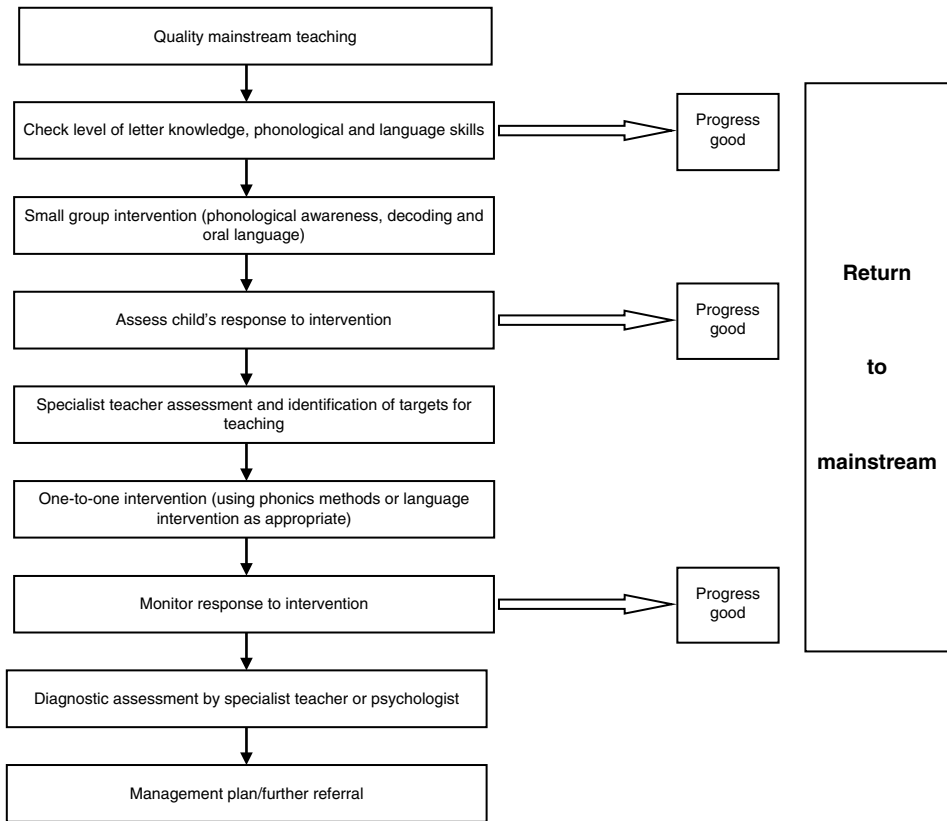 Quality mainstream teaching
Check level of letter knowledge, phonological and language skills
Progress
good
Small group intervention (phonological awareness, decoding and
oral language)
Assess child’s response to intervention
Progress
good
Specialist teacher assessment and identification of targets for
teaching
One-to-one intervention (using phonics methods or language
intervention as appropriate)
Monitor response to intervention
Progress
good
Diagnostic assessment by specialist teacher or psychologist
Management plan/further referral
Return
to
mainstream